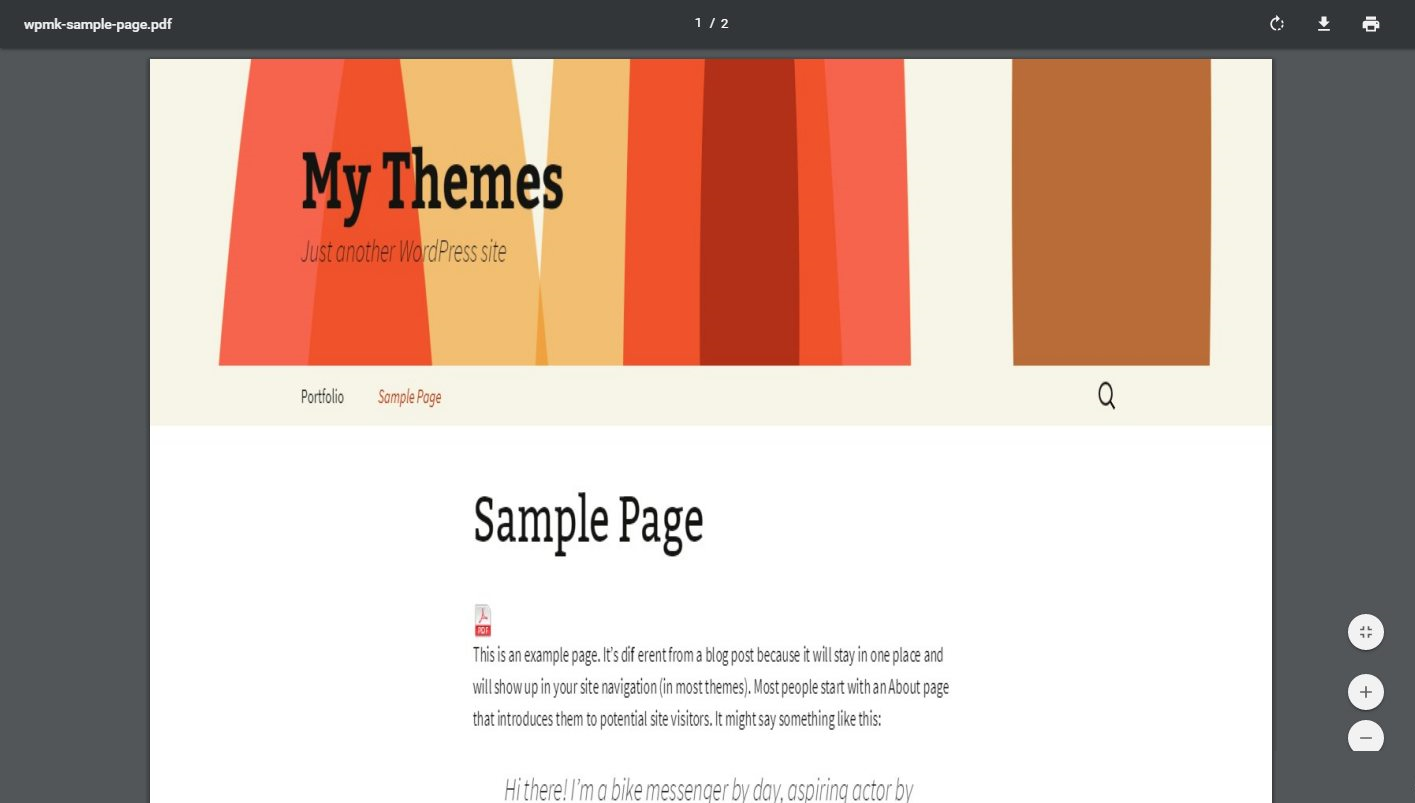 wpmk-sample-page.pdf
1 / 2
My Themes
Just another WordPress site
Portfolio Sample Page
Sample Page
PDF
This is an example page. It’s dif erent from a blog post because it will stay in one place and
will show up in your site navigation (in most themes). Most people start with an About page
that introduces them to potential site visitors. It might say something like this:
Hi there! I’m a bike messenger by day, aspiring actor by